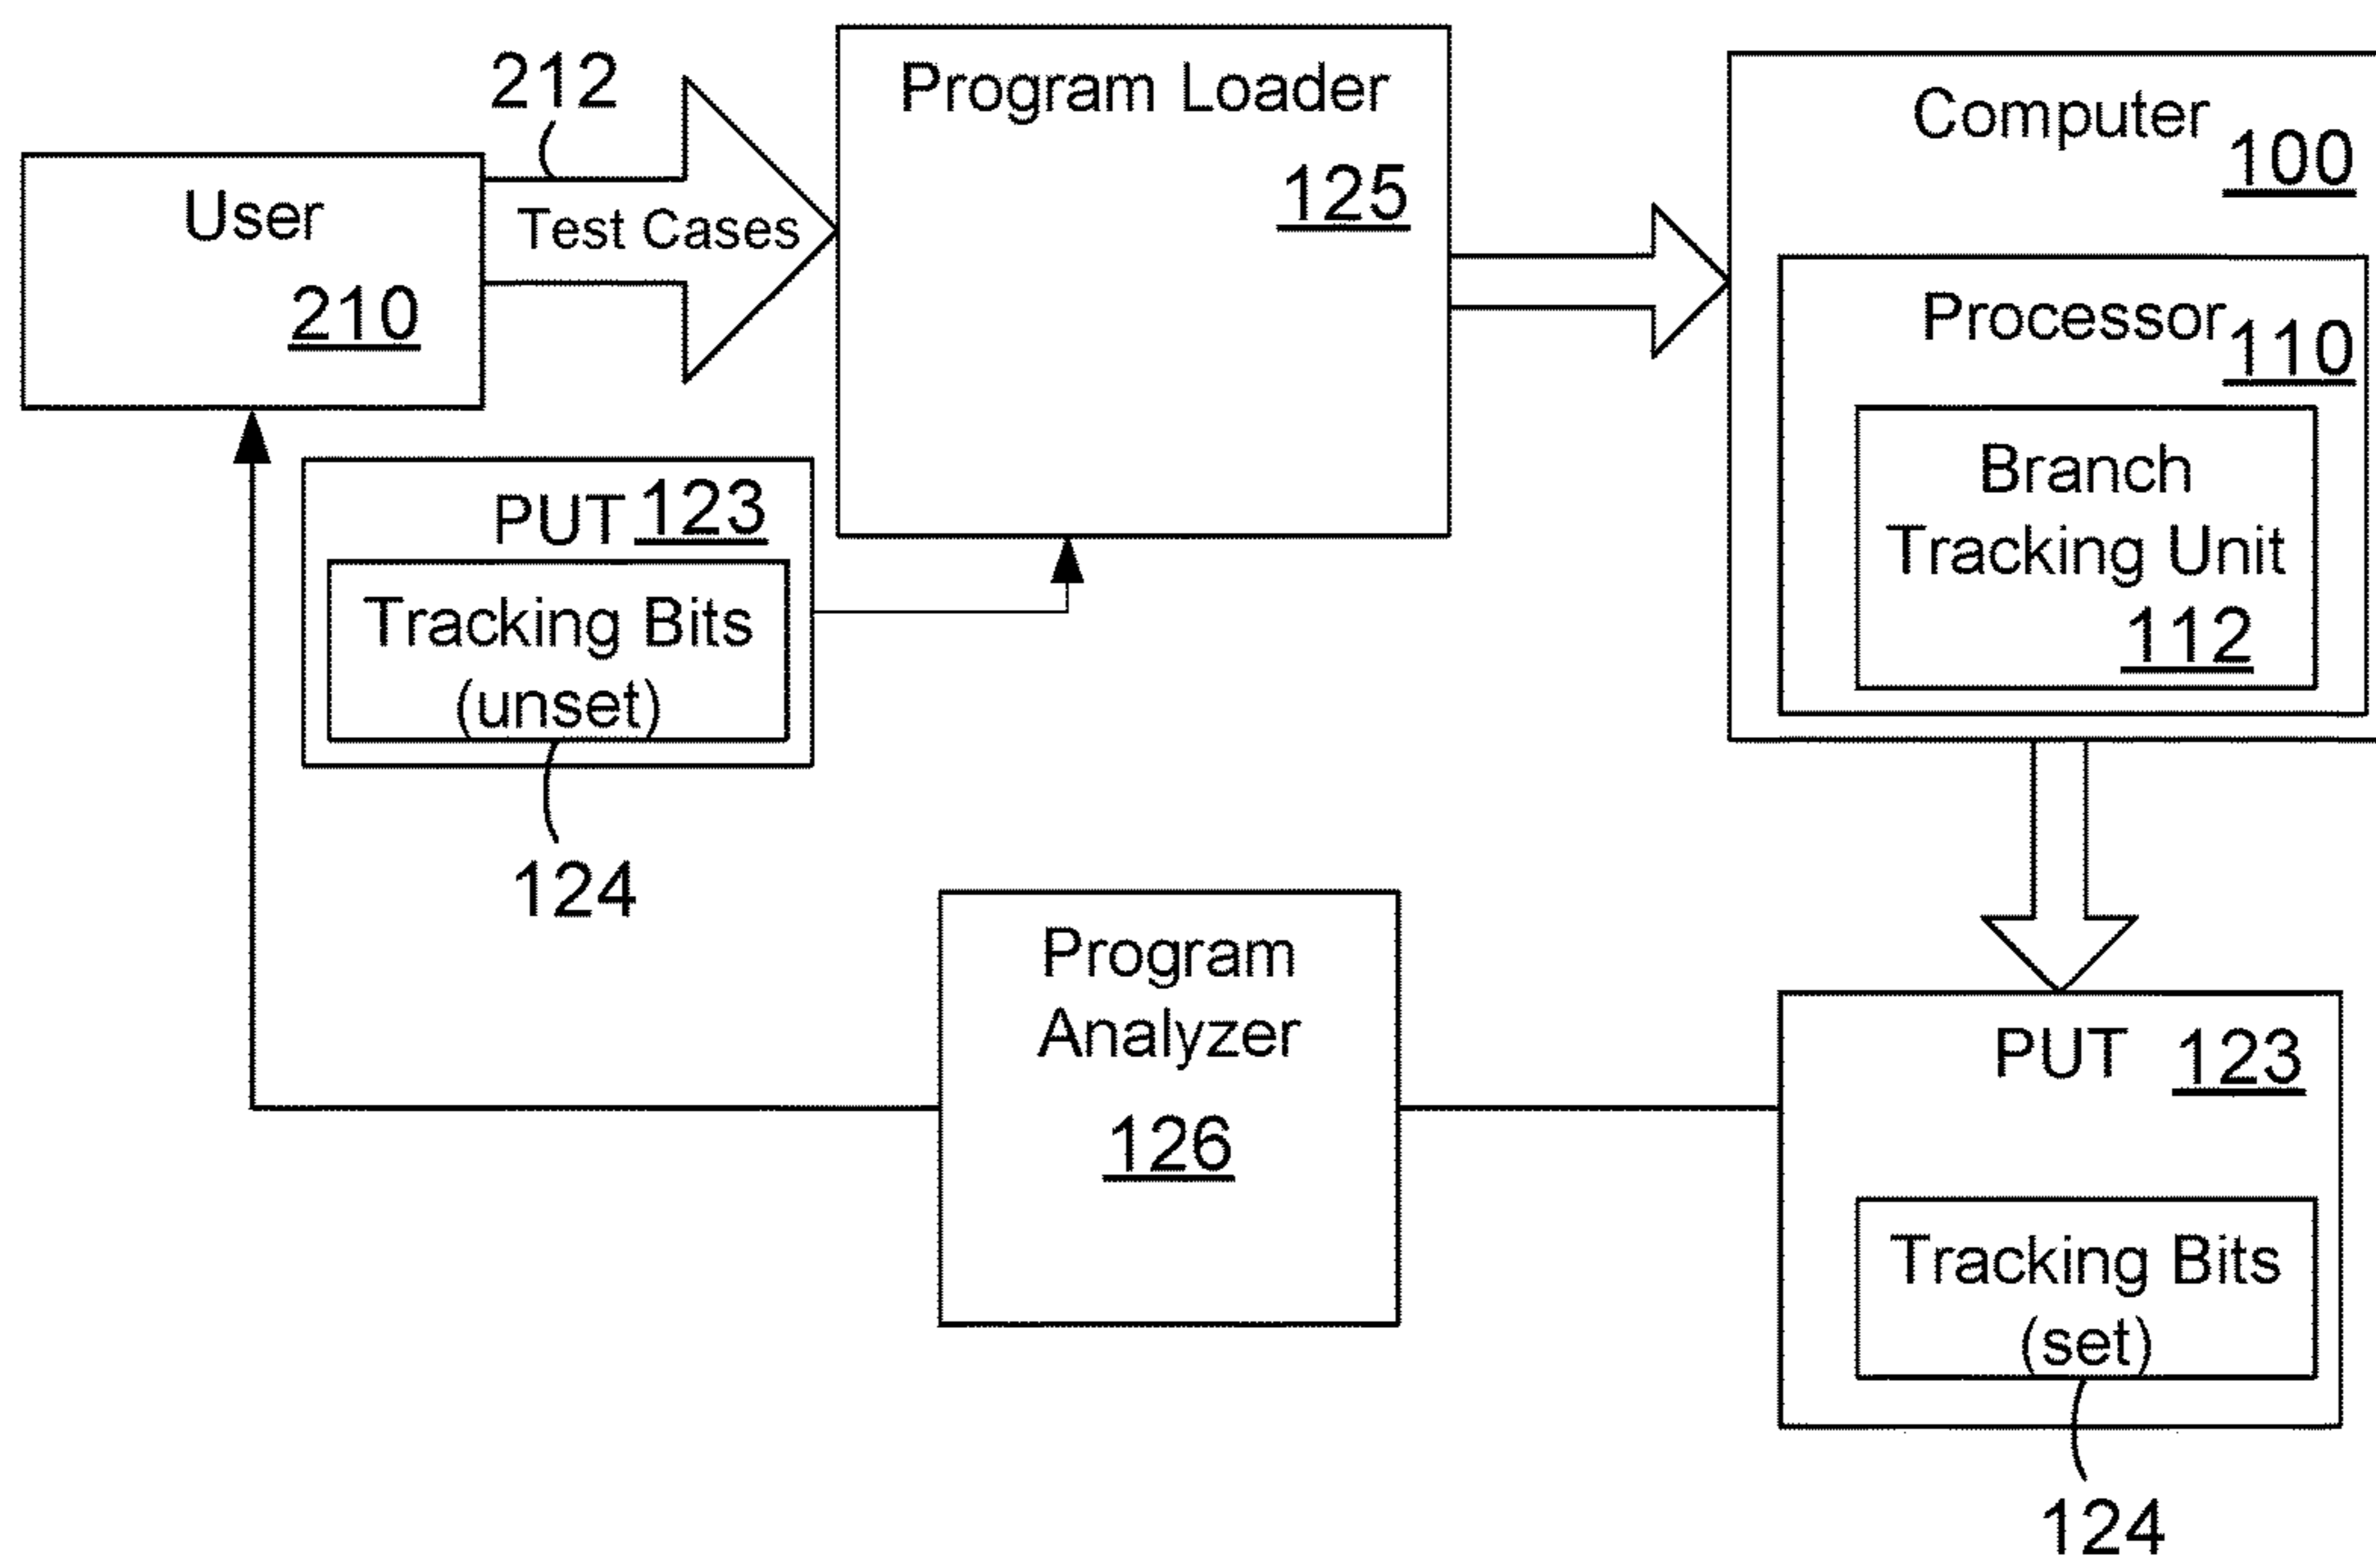 212
User
210
Test Cases
Program Loader
125
Computer
100
Processor
110
Branch
Tracking Unit
112
PUT 123
Tracking Bits
(unset)
124
Program
Analyzer
126
PUT 123
Tracking Bits
(set)
124